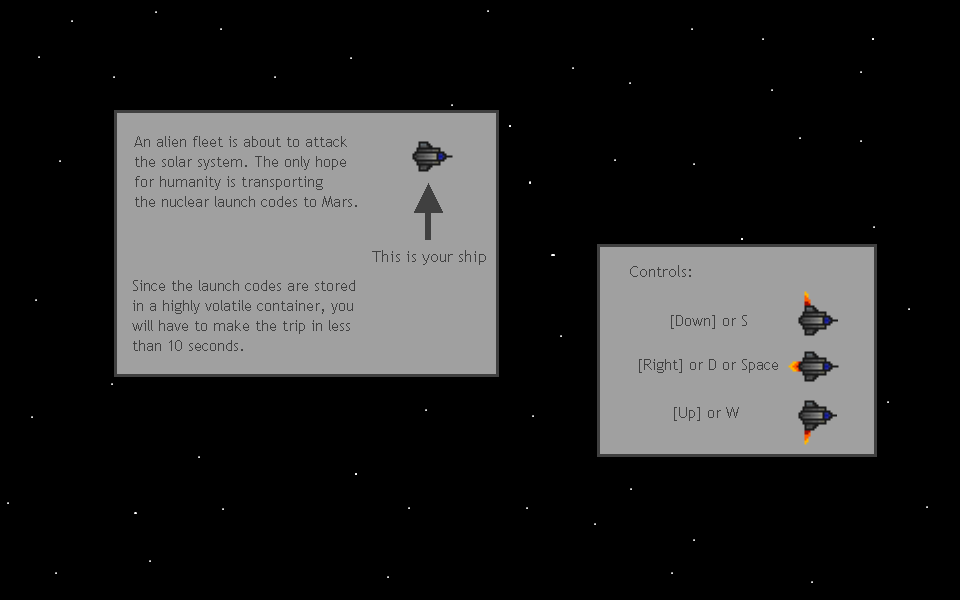 An alien fleet is about to attack
the solar system. The only hope
for humanity is transporting
the nuclear launch codes to Mars.
This is your ship
Since the launch codes are stored
in a highly volatile container, you
will have to make the trip in less
than 10 seconds.
Controls:
[Down] or S
[Right] or D or Space
[Up] or W